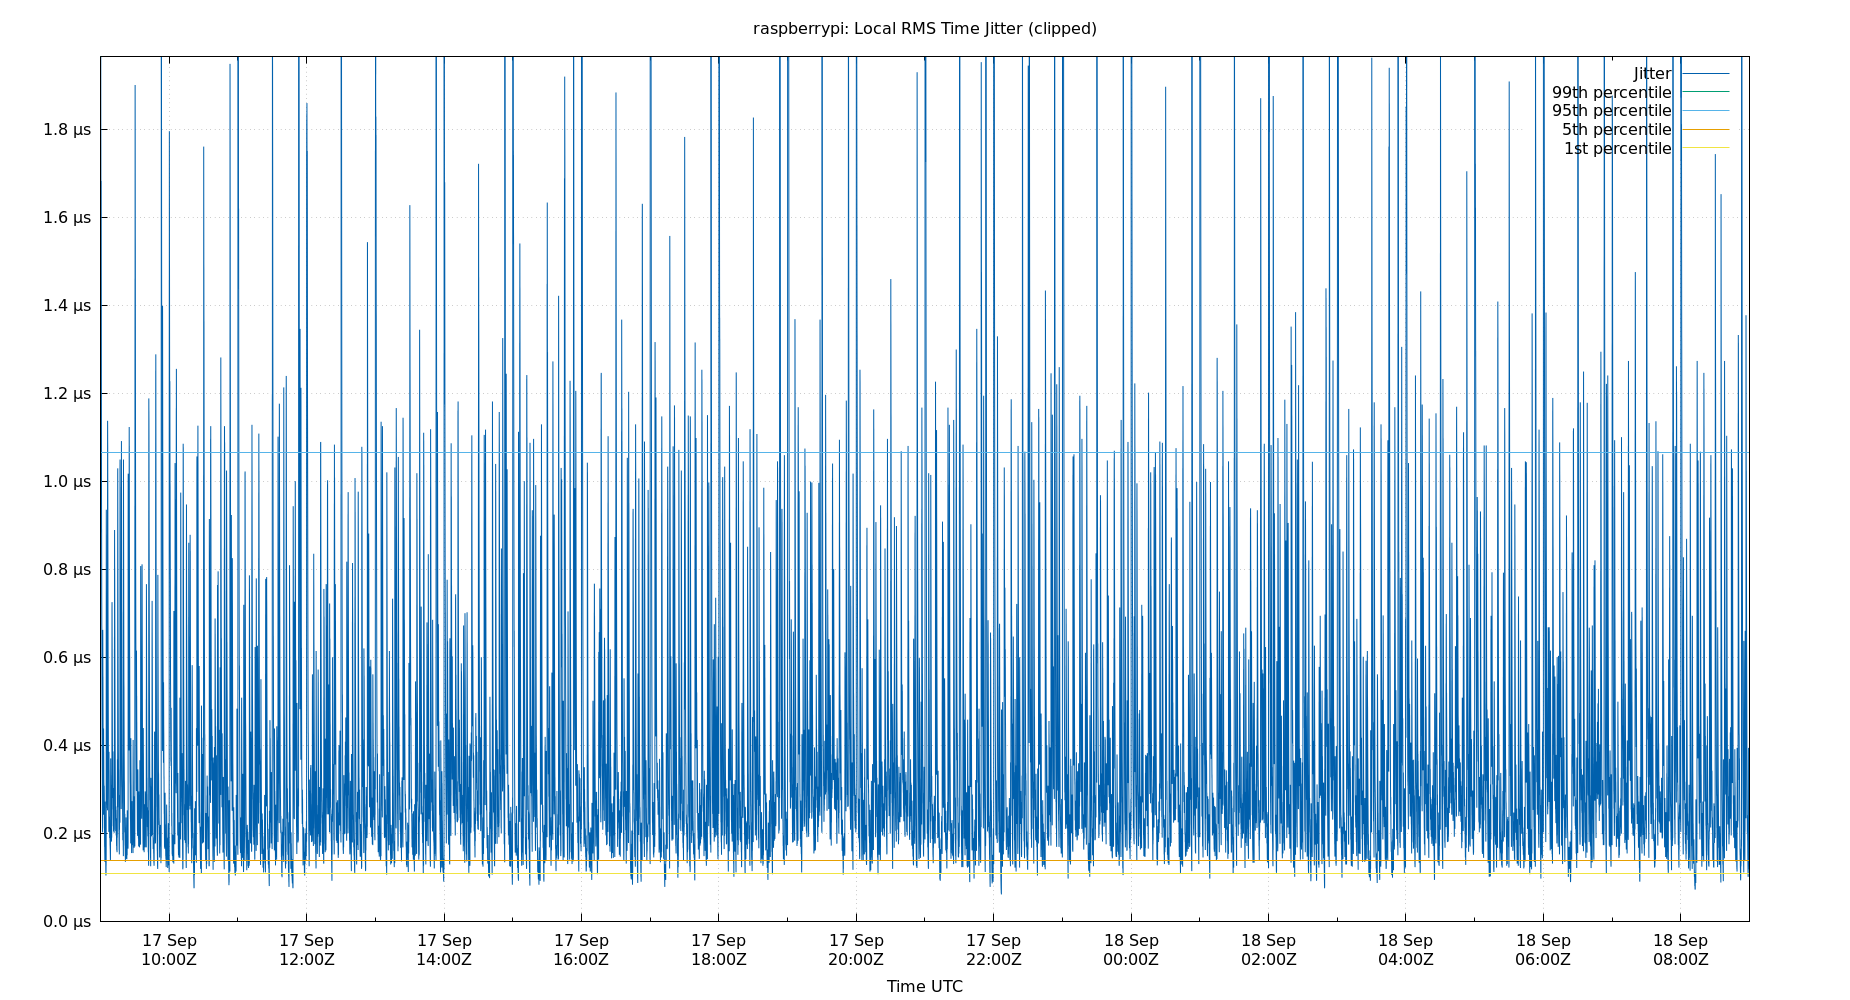 raspberrypi: Local RMS Time Jitter (clipped)
Jitter
99th percentile
95th percentile
5th percentile
1st percentile
1.8 µs
1.6 µs
1.4 µs
1.2 µs
1.0 µs
0.8 µs
0.6 µs
0.4 µs
0.2 µs
0.0 µs
17 Sep 17 Sep 17 Sep 17 Sep 17 Sep 17 Sep 17 Sep 18 Sep 18 Sep 18 Sep 18 Sep 18 Sep
10:00Z 12:00Z 14:00Z 16:00Z 18:00Z 20:00Z 22:00Z 00:00Z 02:00Z 04:00Z 06:00Z 08:00Z
Time UTC